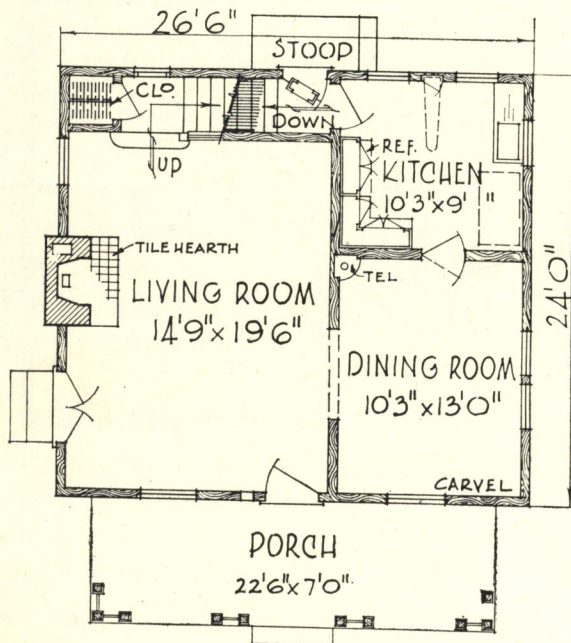 26'6"
STOOP
CLO.
DOWN
UP
REF.
KITCHEN
10'3"x9' "
TILE HEARTH
TEL
24'0"
LIVING ROOM
14'9"x19'6"
DINING ROOM
10'3"x13'0"
CARVEL
PORCH
22'6"x7'0"